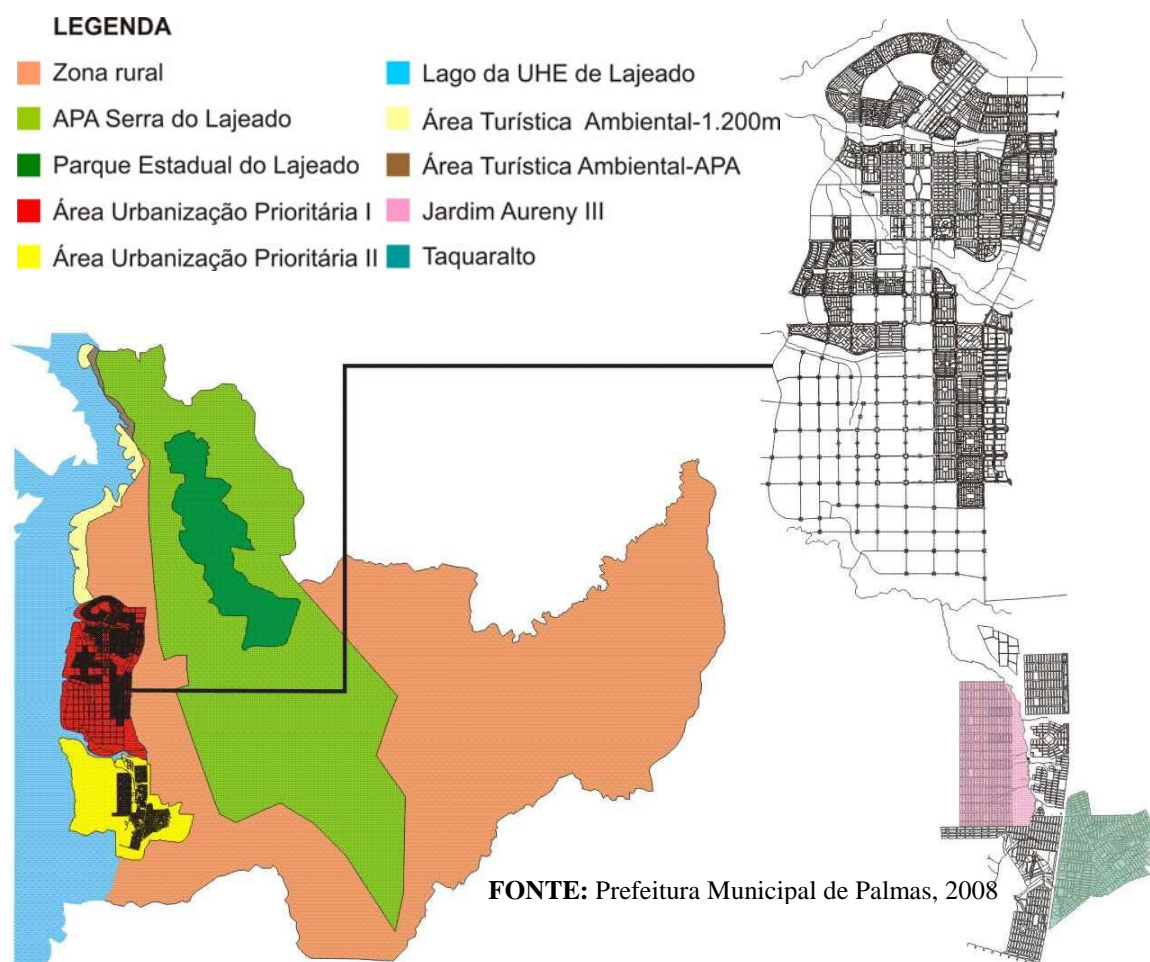 LEGENDA
Zona rural
APA Serra do Lajeado
Parque Estadual do Lajeado
Área Urbanização Prioritária I
Área Urbanização Prioritária II
Lago da UHE de Lajeado
Área Turística Ambiental-1.200m
Área Turística Ambiental-APA
Jardim Aureny III
Taquaralto
FONTE: Prefeitura Municipal de Palmas, 2008